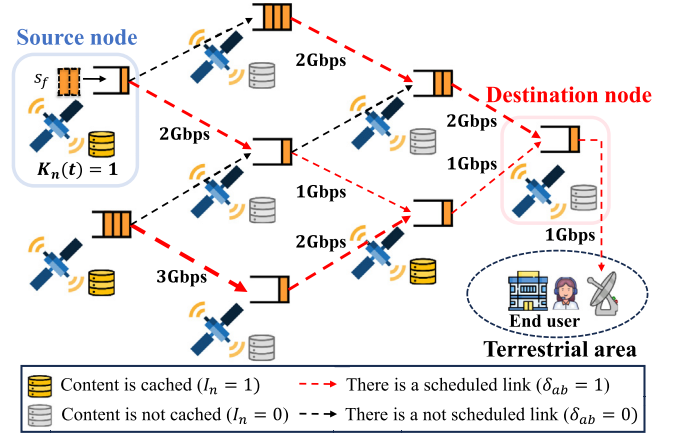 Source node
s_f
K_n(t) = 1
2Gbps
2Gbps
Destination node
2Gbps
1Gbps
1Gbps
2Gbps
3Gbps
1Gbps
End user
Terrestrial area
Content is cached (I_n = 1)
There is a scheduled link (δ_ab = 1)
Content is not cached (I_n = 0)
There is a not scheduled link (δ_ab = 0)